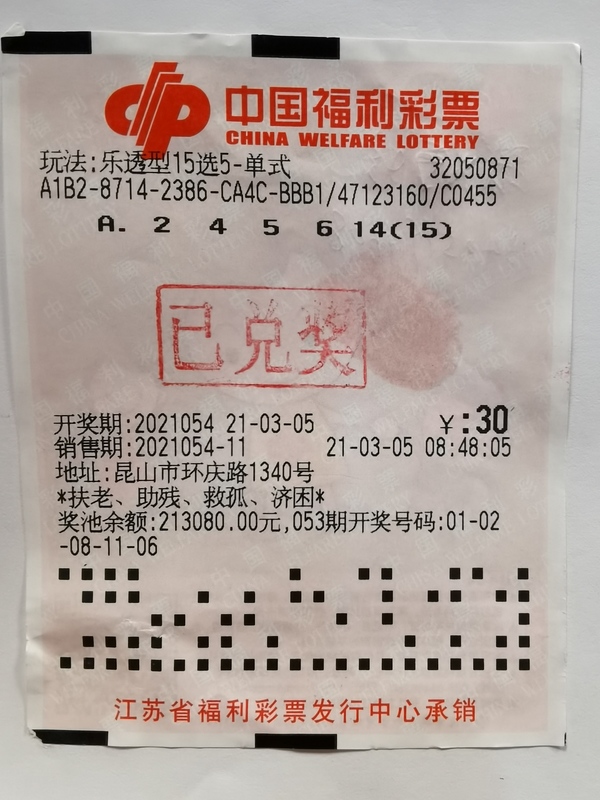 中国福利彩票
CHINA WELFARE LOTTERY
玩法:乐透型15选5-单式 32050871
A1B2-8714-2386-CA4C-BBB1/47123160/C0455
A. 2 4 5 6 14(15)
已兑奖
开奖期:2021054 21-03-05 ¥:30
销售期:2021054-11 21-03-05 08:48:05
地址:昆山市环庆路1340号
*扶老、助残、救孤、济困*
奖池余额:213080.00元,053期开奖号码:01-02
-08-11-06
江苏省福利彩票发行中心承销